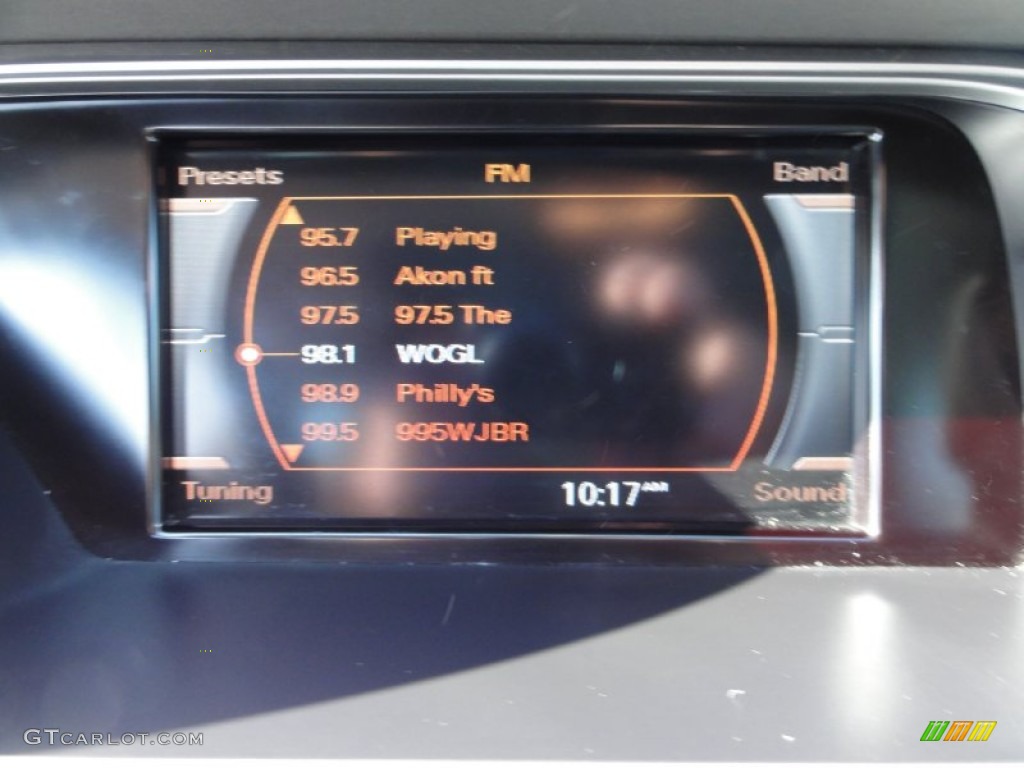 Presets FM Band
95.7 Playing
96.5 Akon ft
97.5 97.5 The
98.1 WOGL
98.9 Philly's
99.5 995WJBR
Tuning 10:17 AM Sound
GTCARLOT.COM